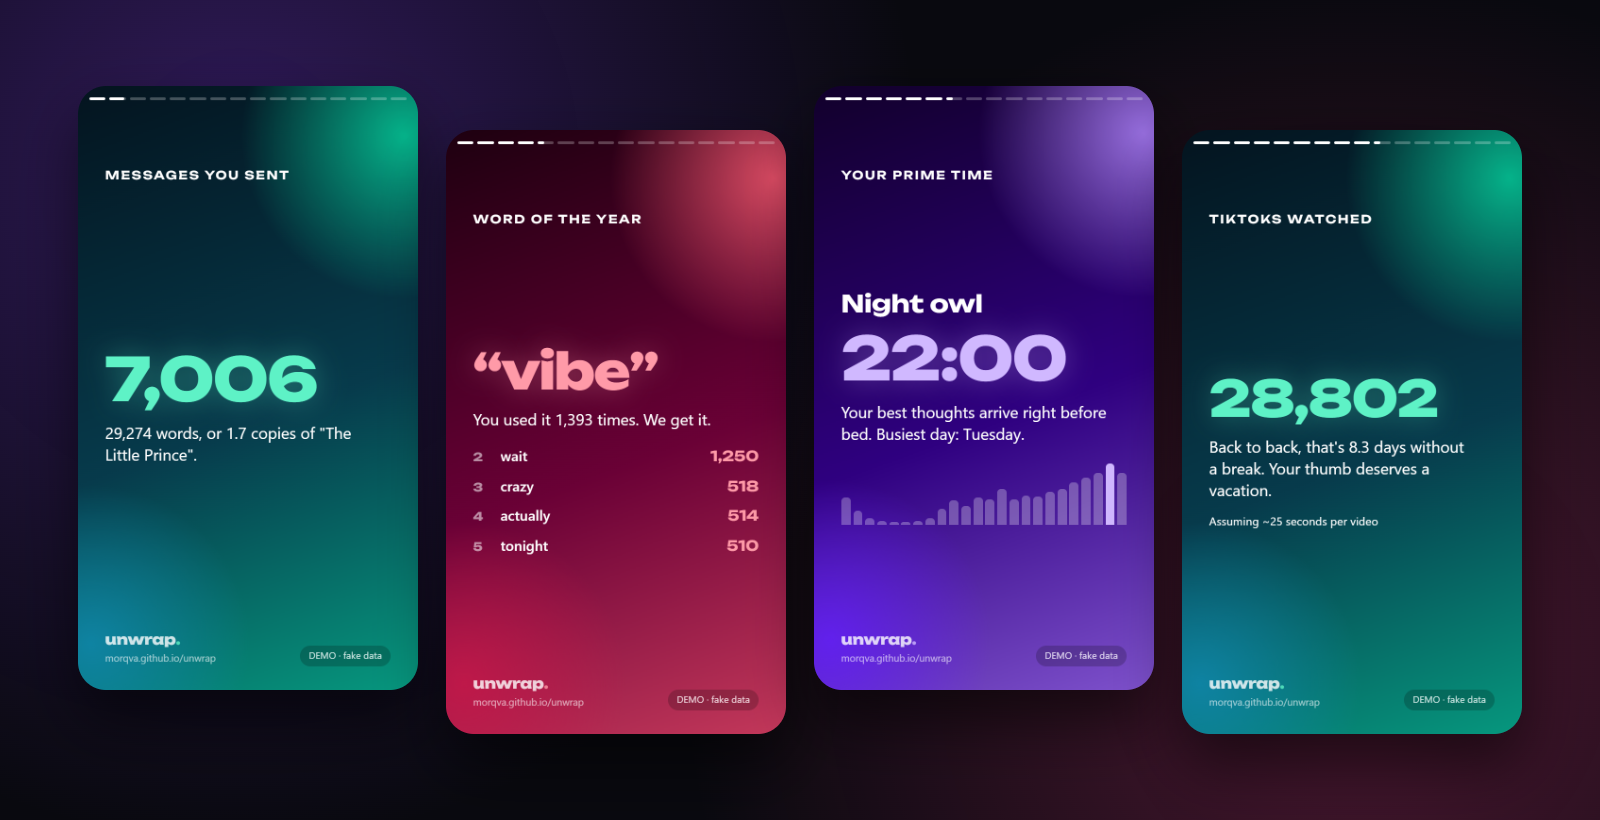 MESSAGES YOU SENT
7,006
29,274 words, or 1.7 copies of "The
Little Prince".
unwrap.
morqva.github.io/unwrap
DEMO · fake data
WORD OF THE YEAR
“vibe”
You used it 1,393 times. We get it.
2 wait 1,250
3 crazy 518
4 actually 514
5 tonight 510
unwrap.
morqva.github.io/unwrap
DEMO · fake data
YOUR PRIME TIME
Night owl
22:00
Your best thoughts arrive right before
bed. Busiest day: Tuesday.
unwrap.
morqva.github.io/unwrap
DEMO · fake data
TIKTOKS WATCHED
28,802
Back to back, that's 8.3 days without
a break. Your thumb deserves a
vacation.
Assuming ~25 seconds per video
unwrap.
morqva.github.io/unwrap
DEMO · fake data